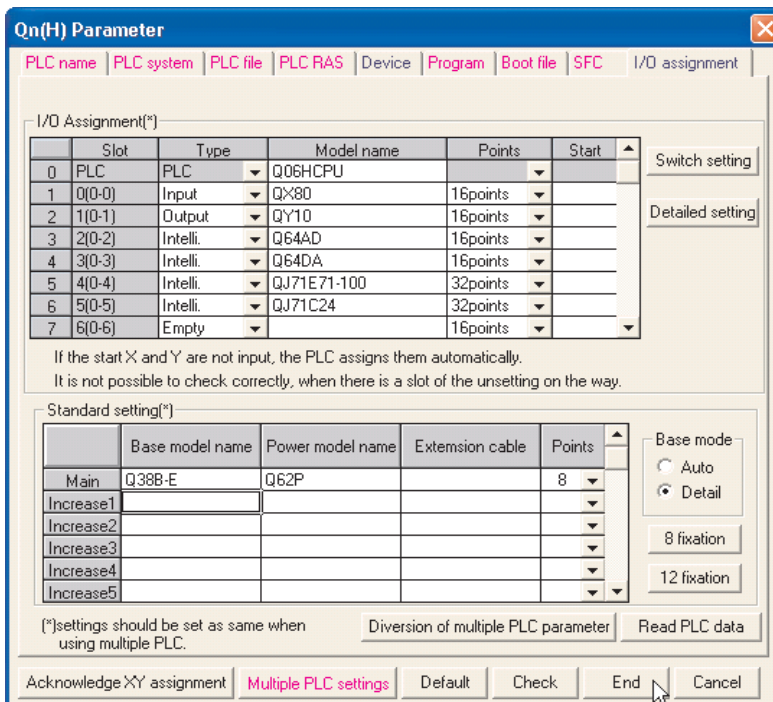 Qn(H) Parameter
PLC name PLC system PLC file PLC RAS Device Program Boot file SFC I/O assignment
I/O Assignment(*)
Slot Type Model name Points Start
0 PLC PLC Q06HCPU
1 0(0-0) Input QX80 16points
2 1(0-1) Output QY10 16points
3 2(0-2) Intelli. Q64AD 16points
4 3(0-3) Intelli. Q64DA 16points
5 4(0-4) Intelli. QJ71E71-100 32points
6 5(0-5) Intelli. QJ71C24 32points
7 6(0-6) Empty 16points
Switch setting
Detailed setting
If the start X and Y are not input, the PLC assigns them automatically.
It is not possible to check correctly, when there is a slot of the unsetting on the way.
Standard setting(*)
Base model name Power model name Extemsion cable Points
Main Q38B-E Q62P 8
Increase1
Increase2
Increase3
Increase4
Increase5
Base mode
Auto
Detail
8 fixation
12 fixation
(*)settings should be set as same when
using multiple PLC.
Diversion of multiple PLC parameter Read PLC data
Acknowledge XY assignment Multiple PLC settings Default Check End Cancel